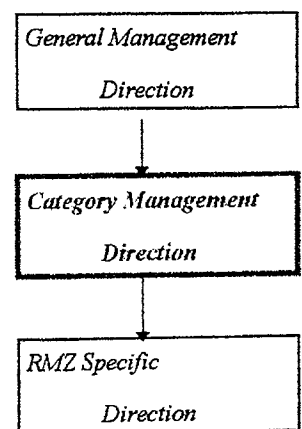 General Management
Direction
Category Management
Direction
RMZ Specific
Direction